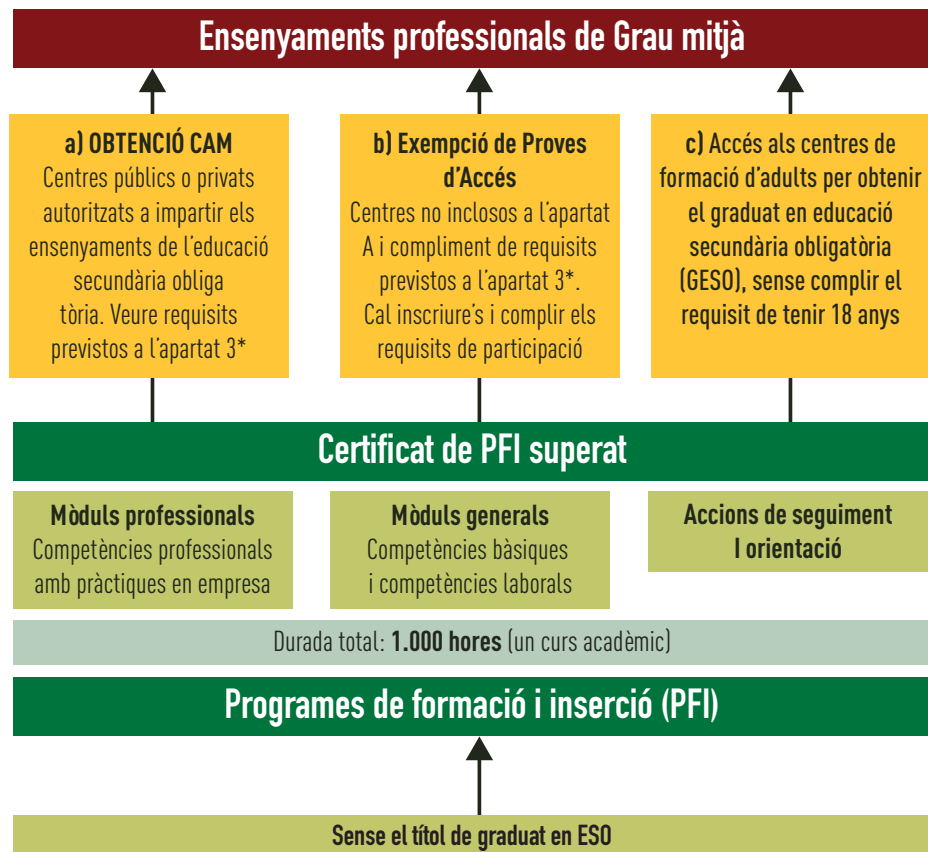 Ensenyaments professionals de Grau mitjà
a) OBTENCIÓ CAM
Centres públics o privats
autoritzats a impartir els
ensenyaments de l'educació
secundària obliga
tòria. Veure requisits
previstos a l'apartat 3*
b) Exempció de Proves
d'Accés
Centres no inclosos a l'apartat
A i compliment de requisits
previstos a l'apartat 3*.
Cal inscriure's i complir els
requisits de participació
c) Accés als centres de
formació d'adults per obtenir
el graduat en educació
secundària obligatòria
(GESO), sense complir el
requisit de tenir 18 anys
Certificat de PFI superat
Mòduls professionals
Competències professionals
amb pràctiques en empresa
Mòduls generals
Competències bàsiques
i competències laborals
Accions de seguiment
I orientació
Durada total: 1.000 hores (un curs acadèmic)
Programes de formació i inserció (PFI)
Sense el títol de graduat en ESO